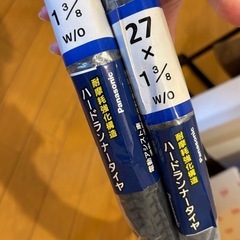 1 3/8
W/O
耐摩耗強化構造
ハードランナータイヤ
Panasonic
27
×
1 3/8
W/O
耐摩耗強化構造
ハードランナータイヤ
Panasonic